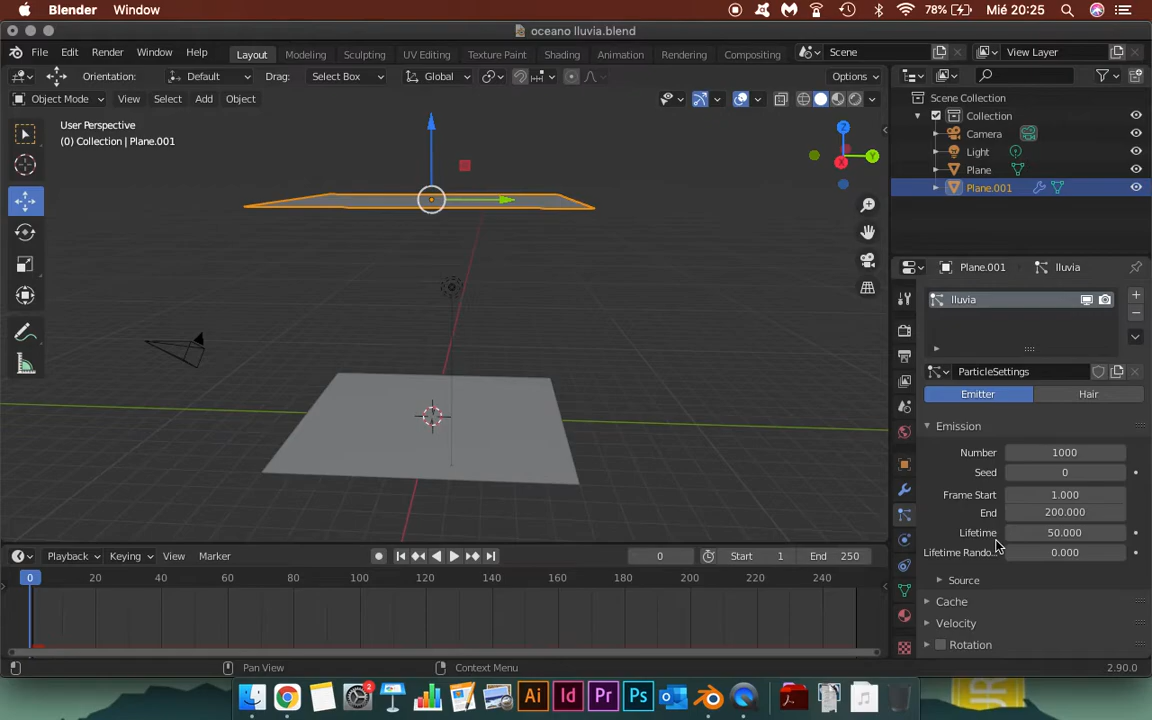 Blender Window 78% Mié 20:25
oceano lluvia.blend
File Edit Render Window Help Layout Modeling Sculpting UV Editing Texture Paint Shading Animation Rendering Compositing Scene View Layer
Orientation: Default Drag: Select Box Global Options
Object Mode View Select Add Object
User Perspective
(0) Collection | Plane.001
Z
Y
X
Scene Collection
Collection
Camera
Light
Plane
Plane.001
Plane.001 lluvia
lluvia
ParticleSettings
Emitter Hair
Emission
Number 1000
Seed 0
Frame Start 1.000
End 200.000
Lifetime 50.000
Lifetime Rando.. 0.000
Source
Cache
Velocity
Rotation
Playback Keying View Marker 0 Start 1 End 250
0 20 40 60 80 100 120 140 160 180 200 220 240
Pan View Context Menu 2.90.0
2
Ai Id Pr Ps